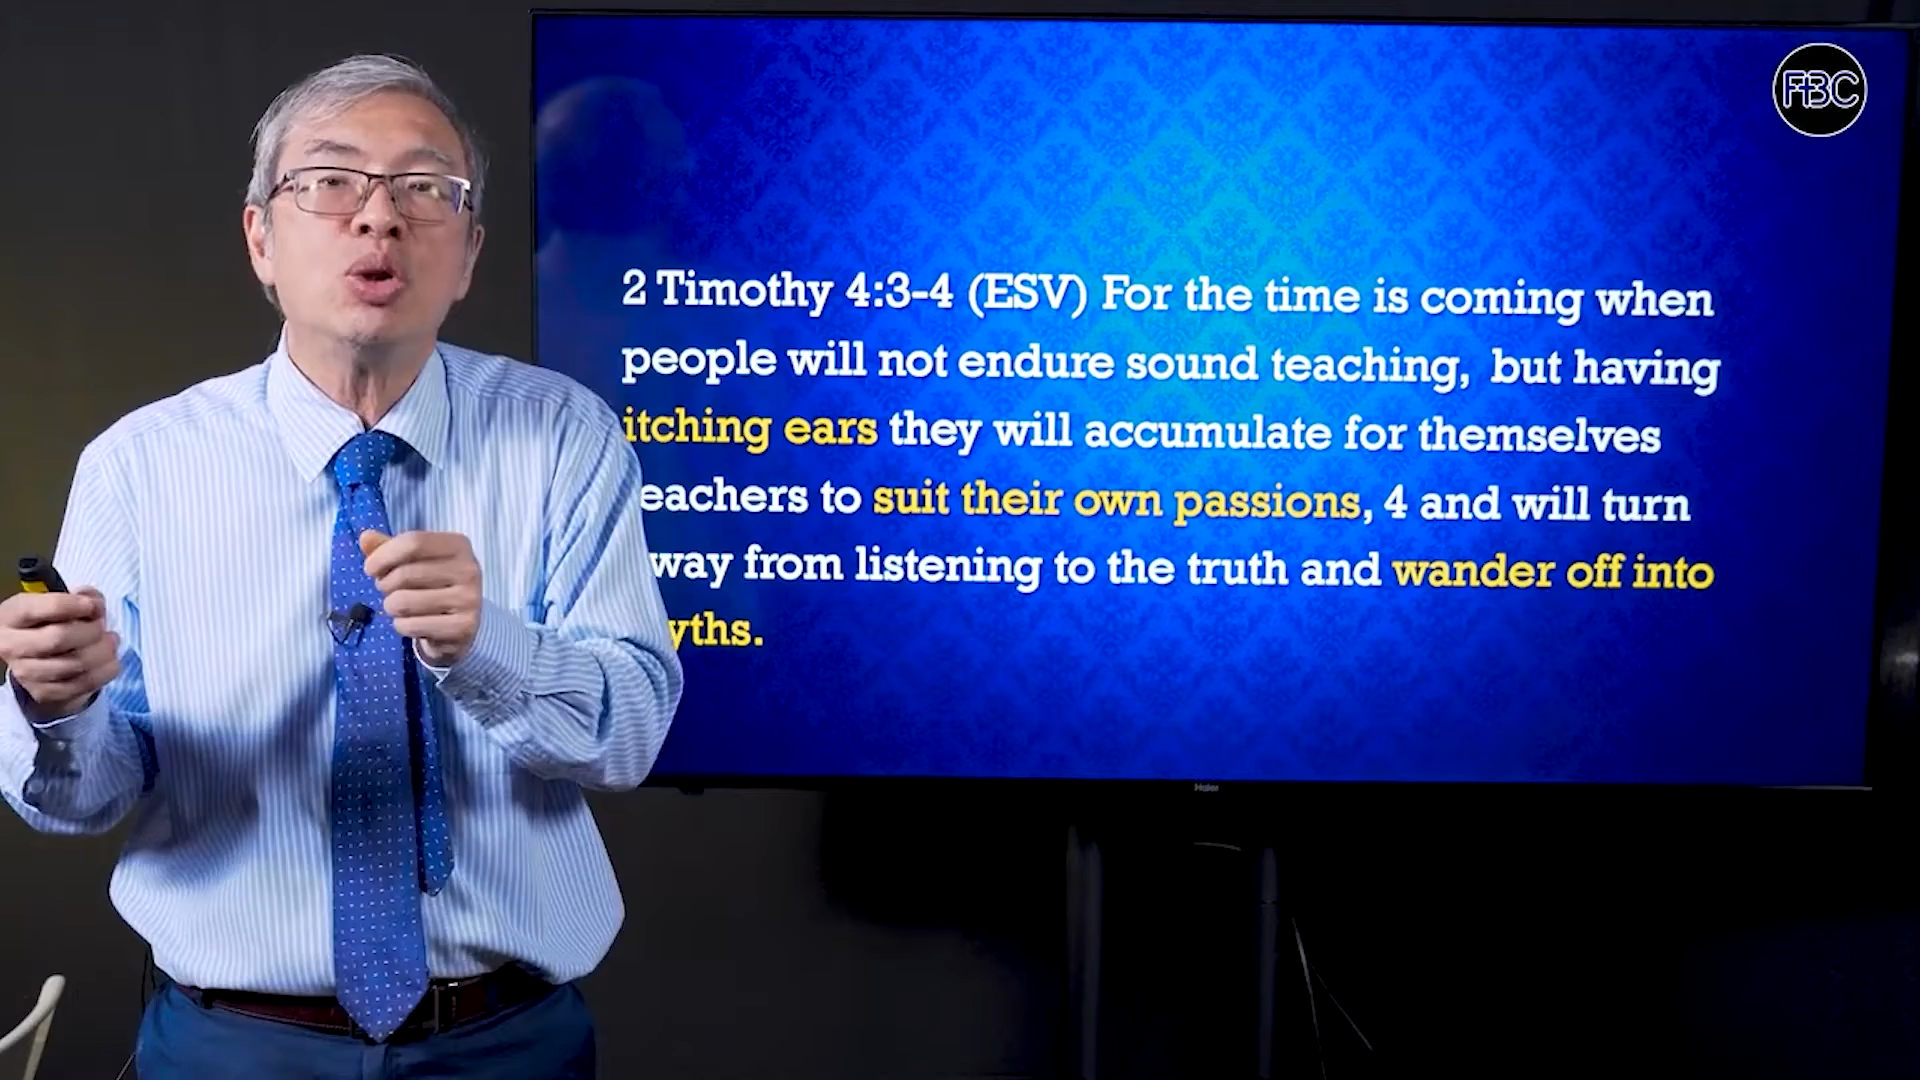 FBC
2 Timothy 4:3-4 (ESV) For the time is coming when
people will not endure sound teaching, but having
itching ears they will accumulate for themselves
eachers to suit their own passions, 4 and will turn
way from listening to the truth and wander off into
yths.
Haier